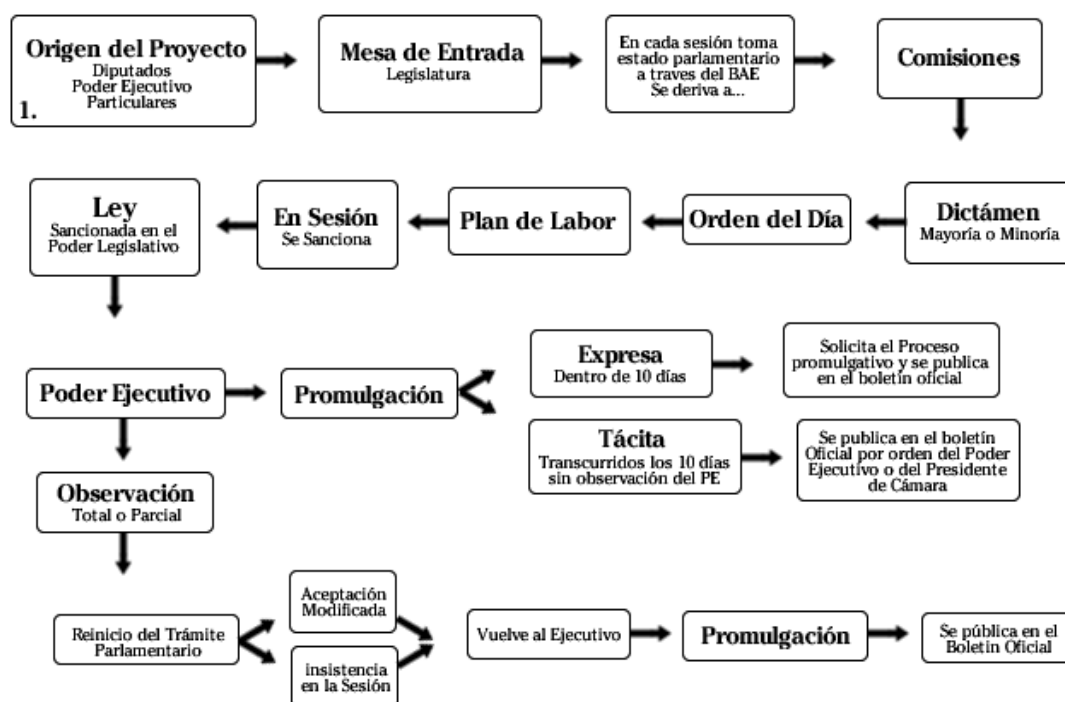 Origen del Proyecto
Diputados
Poder Ejecutivo
Particulares
1.
Mesa de Entrada
Legislatura
En cada sesión toma
estado parlamentario
a traves del BAE
Se deriva a...
Comisiones
Dictámen
Mayoría o Minoría
Orden del Día
Plan de Labor
En Sesión
Se Sanciona
Ley
Sancionada en el
Poder Legislativo
Poder Ejecutivo
Promulgación
Expresa
Dentro de 10 días
Solicita el Proceso
promulgativo y se publica
en el boletín oficial
Tácita
Transcurridos los 10 días
sin observación del PE
Se publica en el boletín
Oficial por orden del Poder
Ejecutivo o del Presidente
de Cámara
Observación
Total o Parcial
Reinicio del Trámite
Parlamentario
Aceptación
Modificada
insistencia
en la Sesión
Vuelve al Ejecutivo
Promulgación
Se pública en el
Boletin Oficial